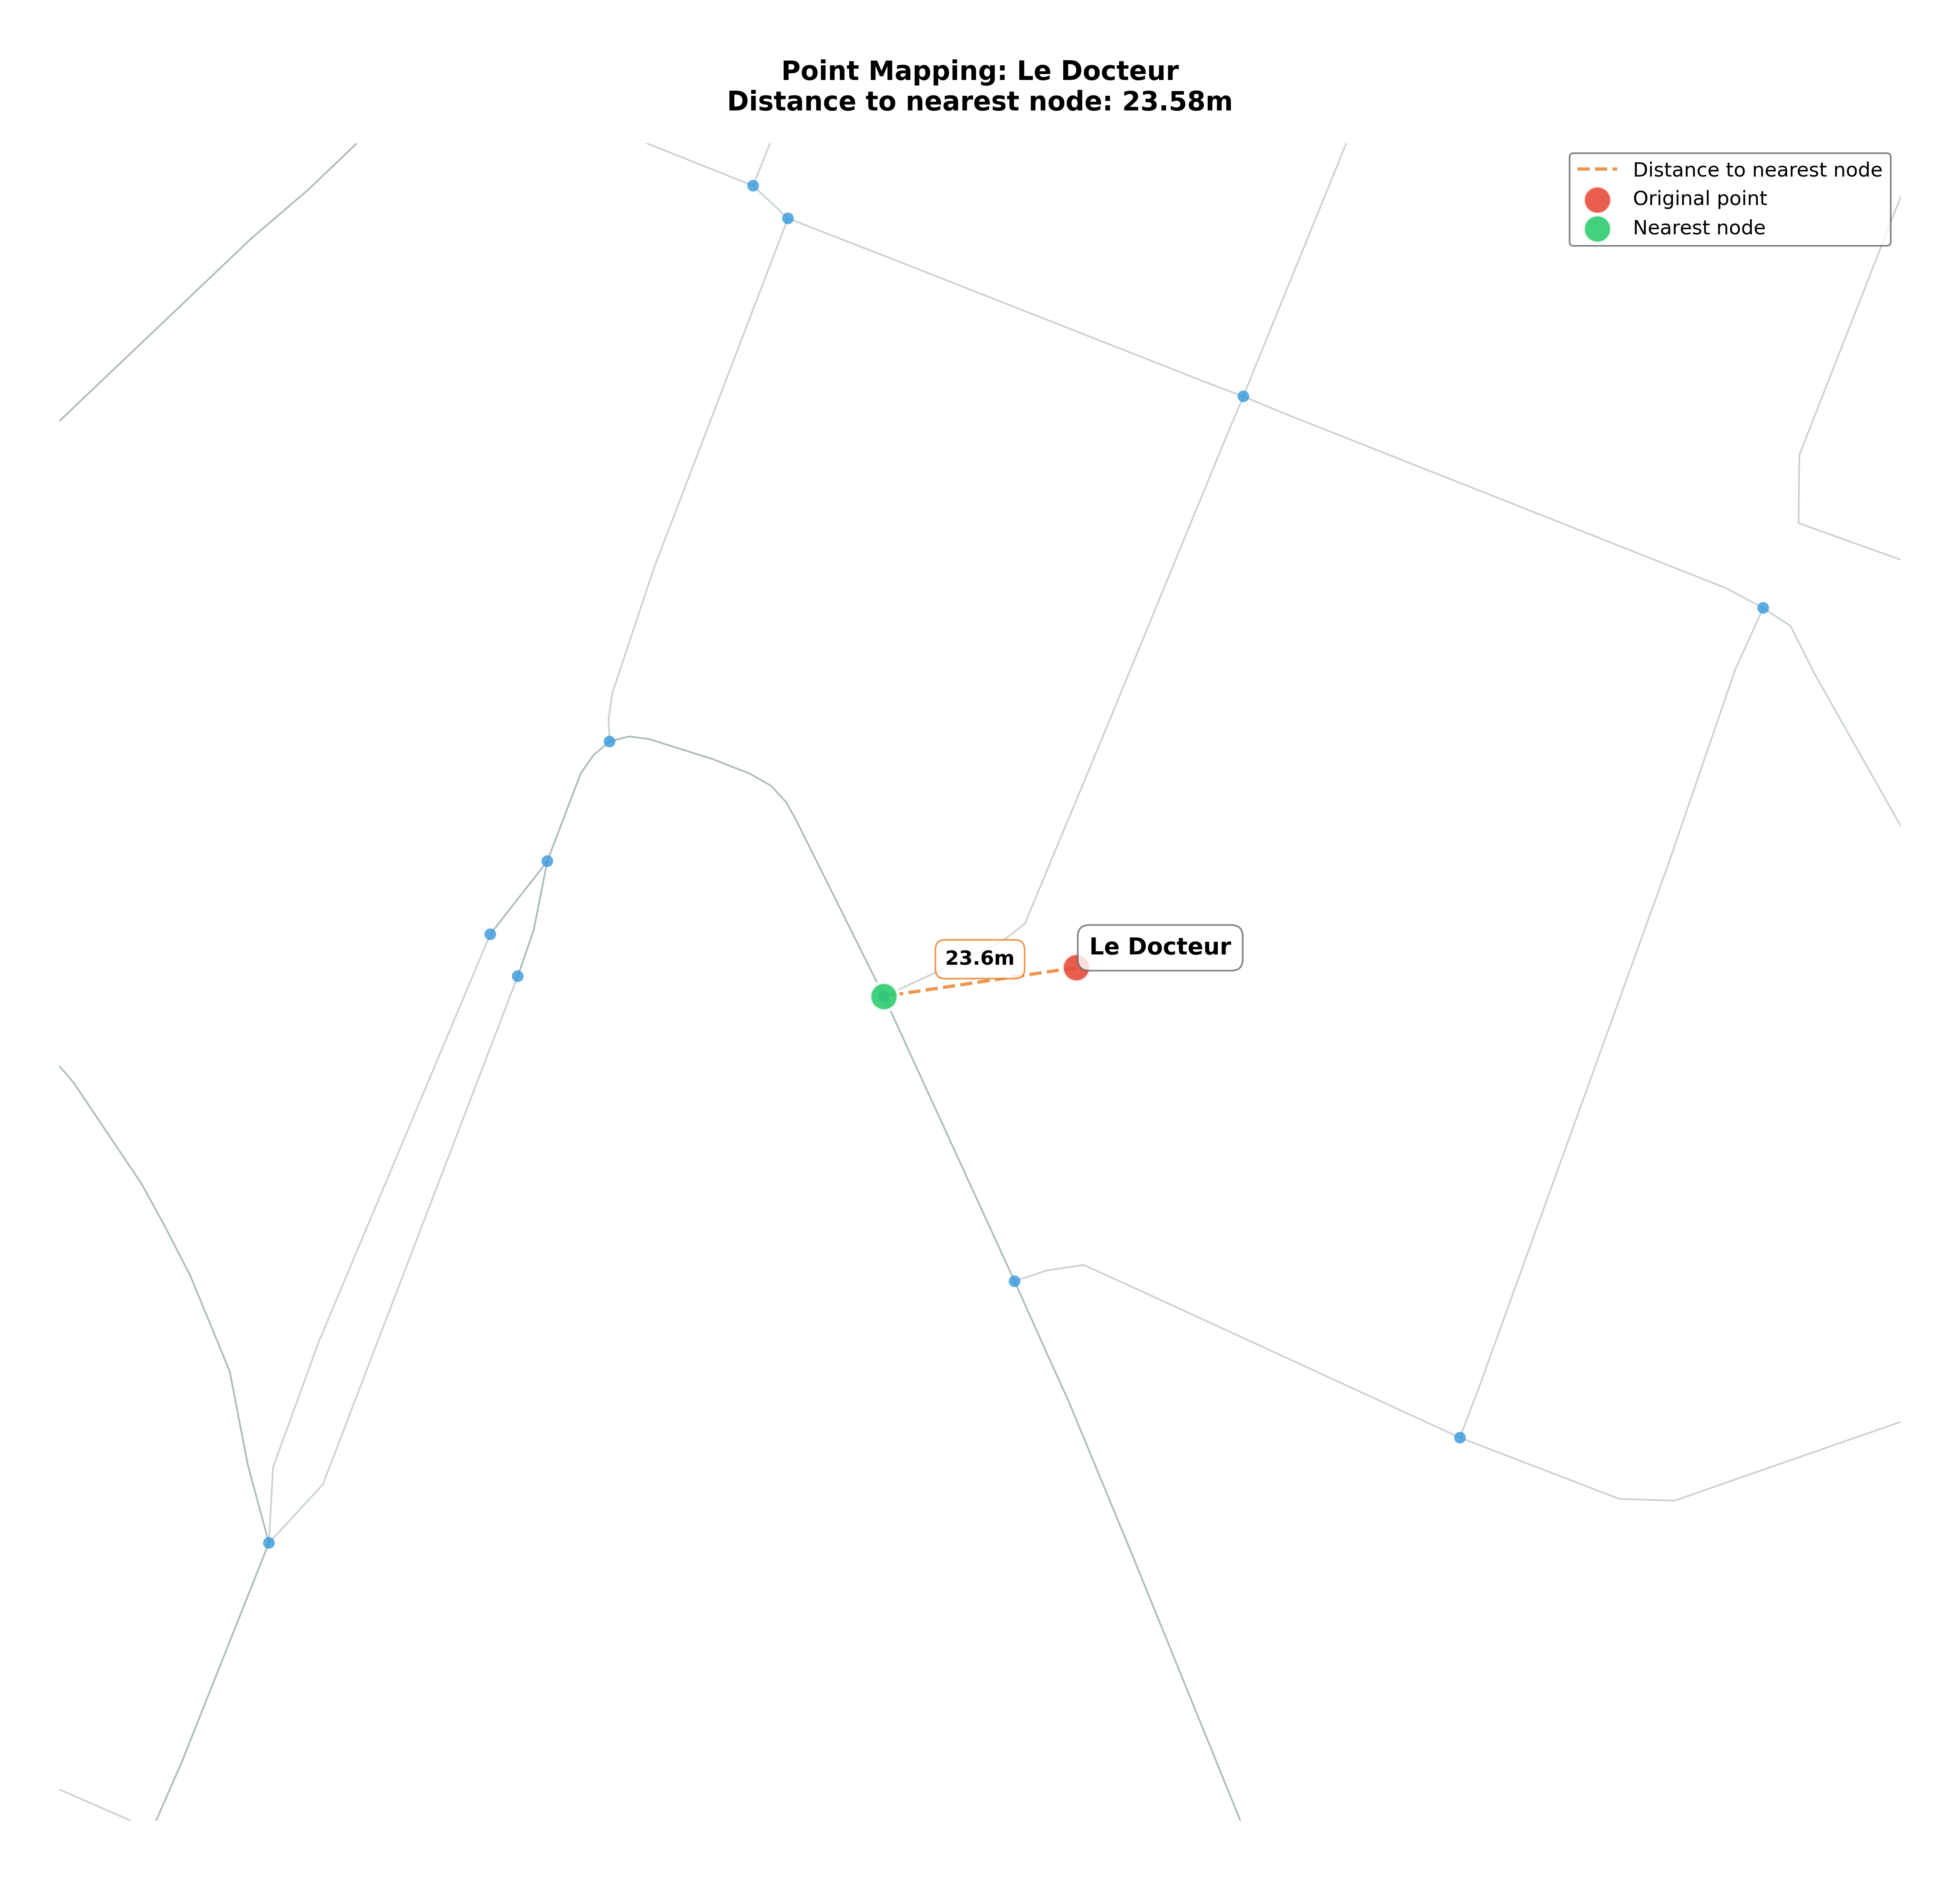 Point Mapping: Le Docteur
Distance to nearest node: 23.58m
Distance to nearest node
Original point
Nearest node
Le Docteur
23.6m